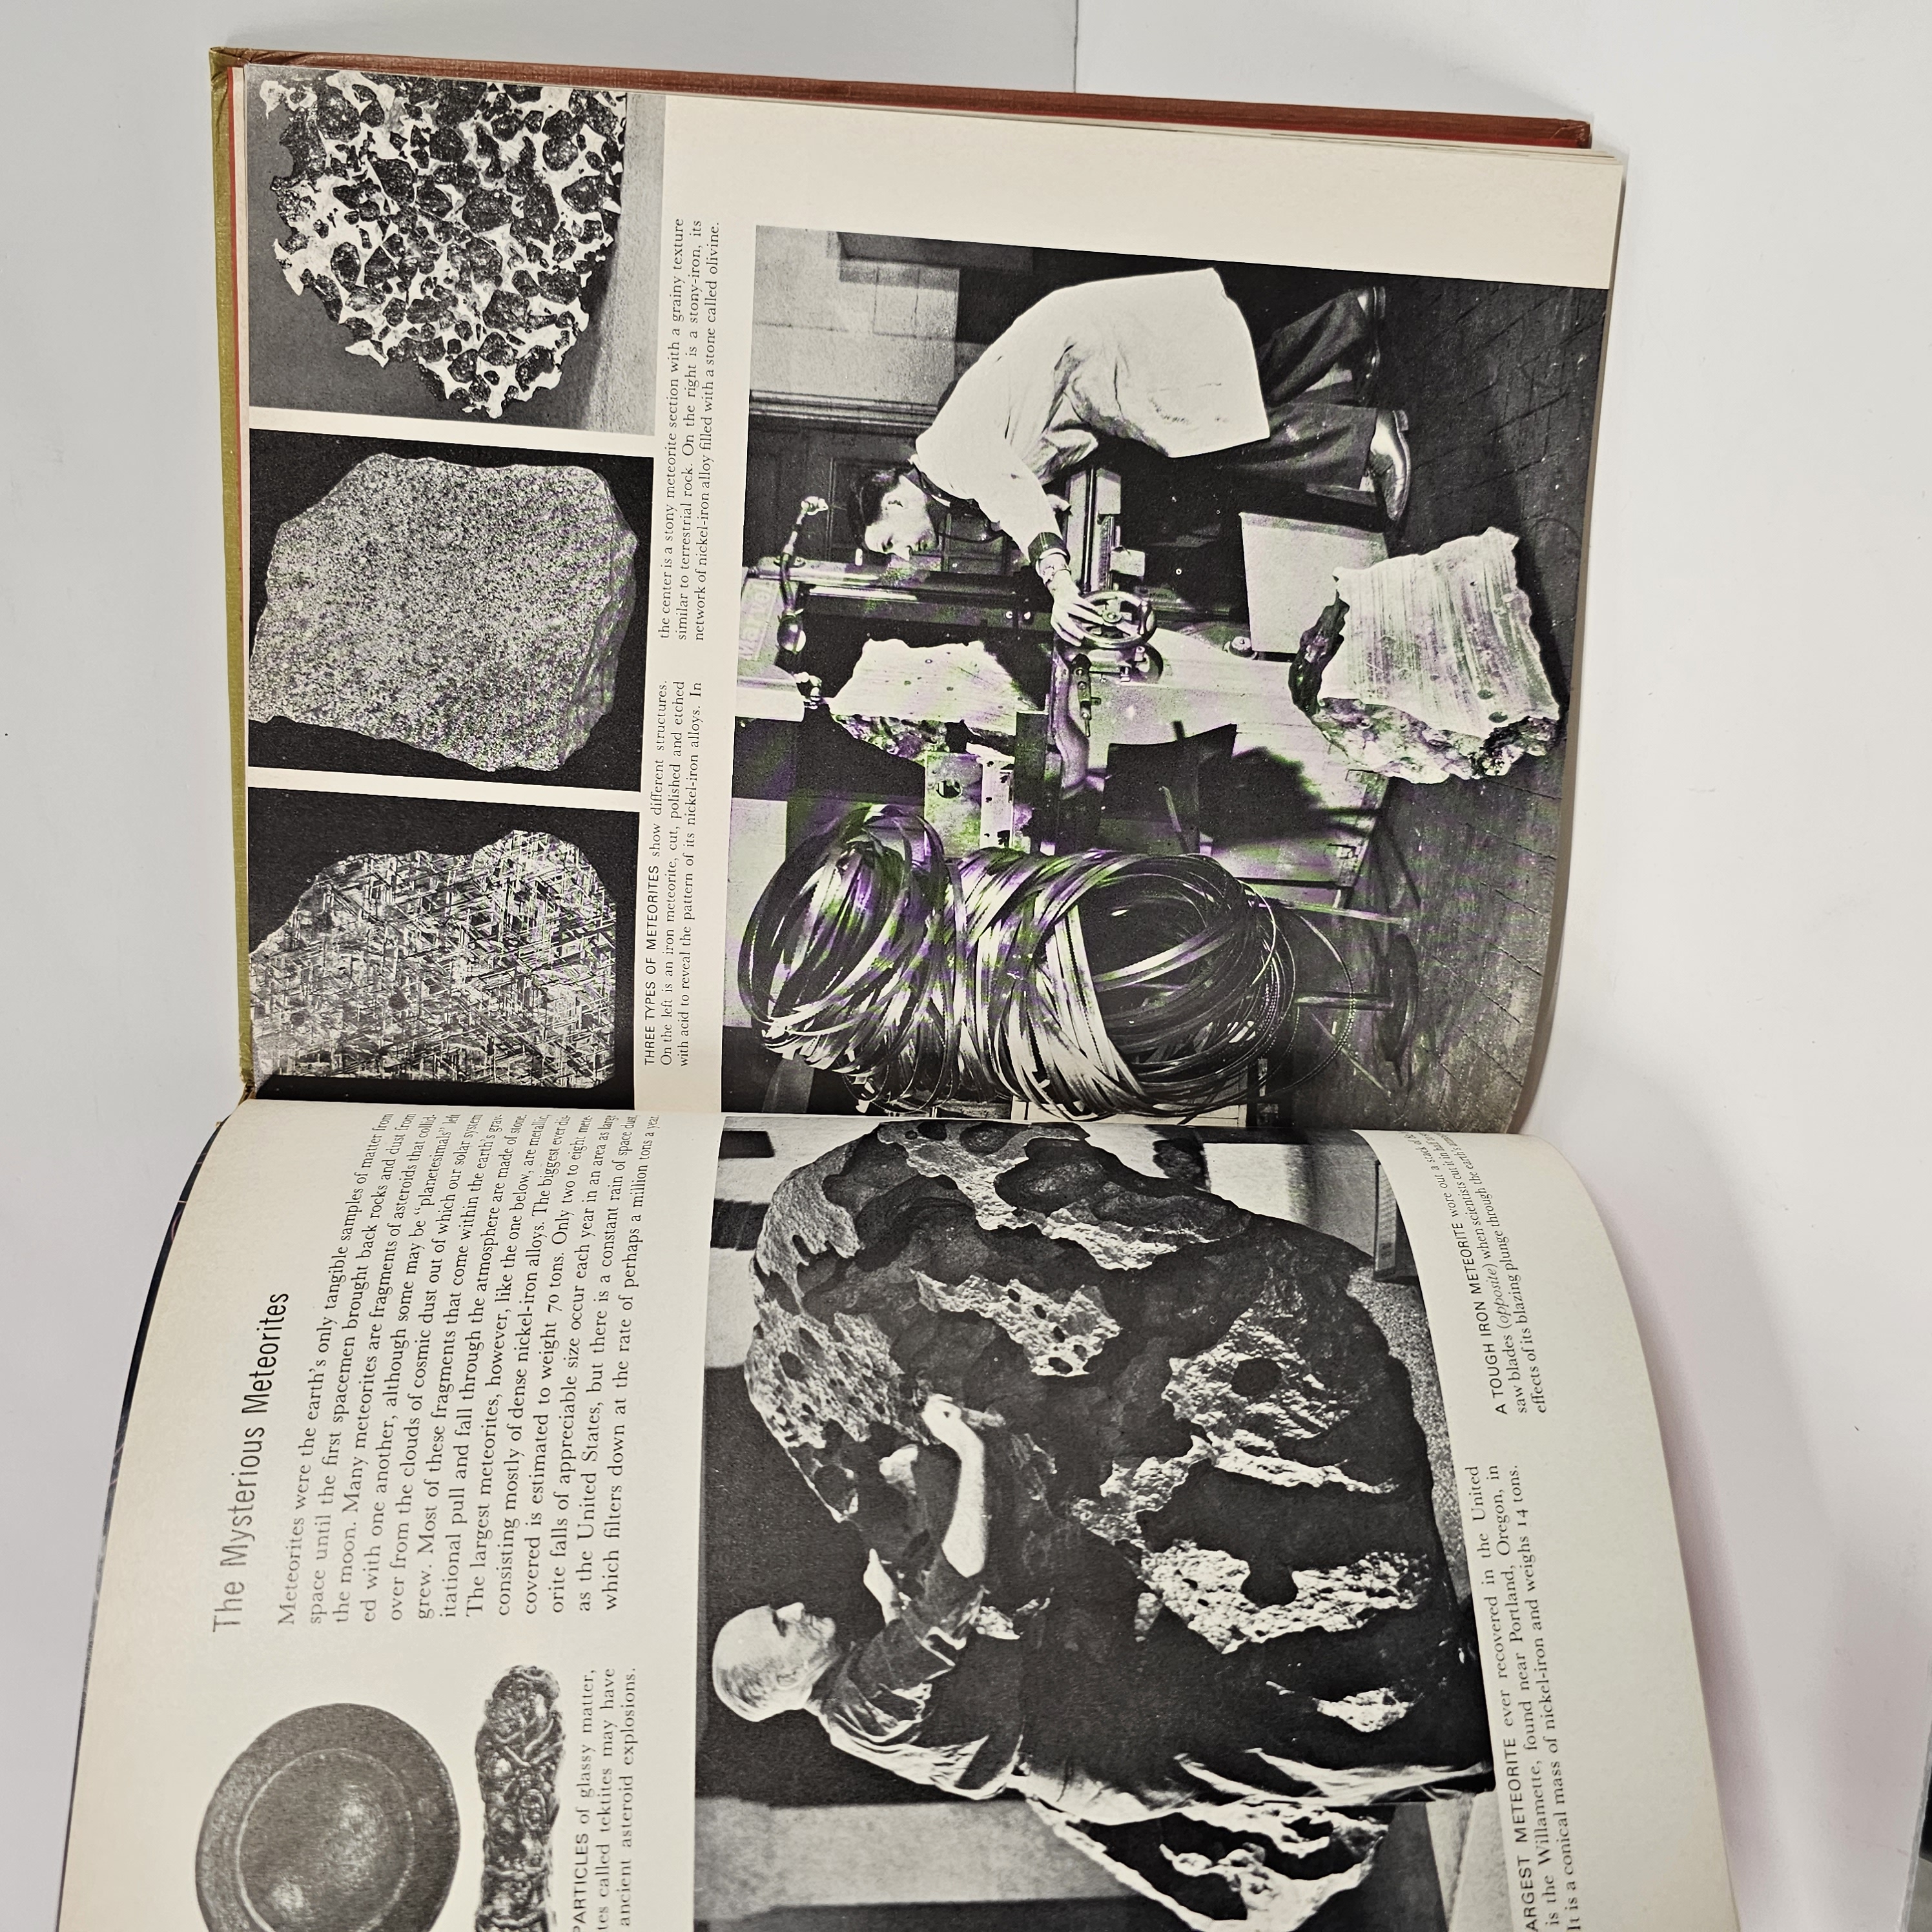 The Mysterious Meteorites
Meteorites were the earth's only tangible samples of matter from
space until the first spacemen brought back rocks and dust from
the moon. Many meteorites are fragments of asteroids that collid-
ed with one another, although some may be "planetesimals" left
over from the clouds of cosmic dust out of which our solar system
grew. Most of these fragments that come within the earth's grav-
itational pull and fall through the atmosphere are made of stone.
The largest meteorites, however, like the one below, are metallic,
consisting mostly of dense nickel-iron alloys. The biggest ever dis-
covered is estimated to weight 70 tons. Only two to eight mete-
orite falls of appreciable size occur each year in an area as large
as the United States, but there is a constant rain of space dust,
which filters down at the rate of perhaps a million tons a year.
PARTICLES of glassy matter,
tes called tektites may have
ancient asteroid explosions.
ARGEST METEORITE ever recovered in the United
is the Willamette, found near Portland, Oregon, in
It is a conical mass of nickel-iron and weighs 14 tons.
A TOUGH IRON METEORITE wore out a stack of
saw blades (opposite) when scientists cut it in half
effects of its blazing plunge through the earth's
THREE TYPES OF METEORITES show different structures.
On the left is an iron meteorite, cut, polished and etched
with acid to reveal the pattern of its nickel-iron alloys. In
the center is a stony meteorite section with a grainy texture
similar to terrestrial rock. On the right is a stony-iron, its
network of nickel-iron alloy filled with a stone called olivine.
Marvel